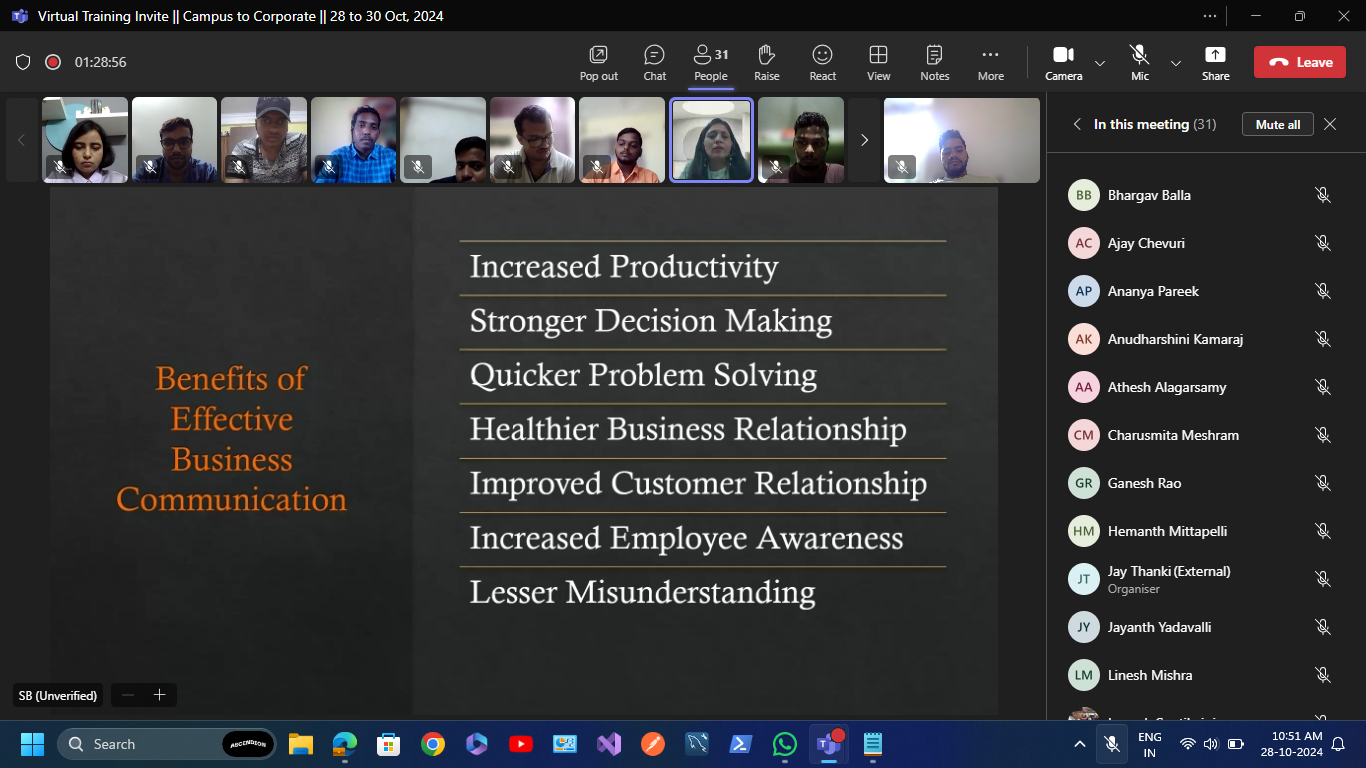 Virtual Training Invite || Campus to Corporate || 28 to 30 Oct, 2024
01:28:56
Pop out
Chat
31
People
Raise
React
View
Notes
More
Camera
Mic
Share
Leave
In this meeting (31)
Mute all
Benefits of
Effective
Business
Communication
Increased Productivity
Stronger Decision Making
Quicker Problem Solving
Healthier Business Relationship
Improved Customer Relationship
Increased Employee Awareness
Lesser Misunderstanding
SB (Unverified)
BB Bhargav Balla
AC Ajay Chevuri
AP Ananya Pareek
AK Anudharshini Kamaraj
AA Athesh Alagarsamy
CM Charusmita Meshram
GR Ganesh Rao
HM Hemanth Mittapelli
JT Jay Thanki (External)
Organiser
JY Jayanth Yadavalli
LM Linesh Mishra
Search
ASCENDION
ENG
IN
10:51 AM
28-10-2024